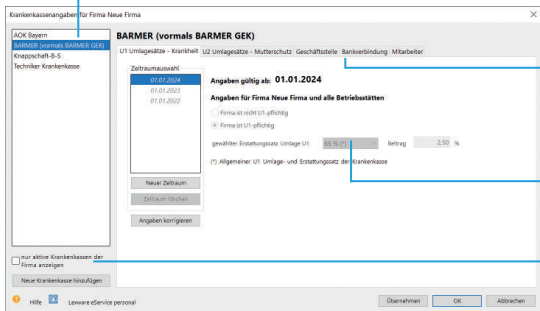 Krankenkassenangaben für Firma Neue Firma
AOK Bayern
BARMER (vormals BARMER GEK)
Knappschaft-B-S
Techniker Krankenkasse
BARMER (vormals BARMER GEK)
U1 Umlagesätze - Krankheit U2 Umlagesätze - Mutterschutz Geschäftsstelle Bankverbindung Mitarbeiter
Zeitraumauswahl
01.01.2024
01.01.2023
01.01.2022
Neuer Zeitraum
Zeitraum löschen
Angaben korrigieren
Angaben gültig ab: 01.01.2024
Angaben für Firma Neue Firma und alle Betriebsstätten
Firma ist nicht U1-pflichtig
Firma ist U1-pflichtig
gewählter Erstattungssatz Umlage U1 65 % (*) Beitrag 2,50 %
(*) Allgemeiner U1 Umlage- und Erstattungssatz der Krankenkasse
nur aktive Krankenkassen der
Firma anzeigen
Neue Krankenkasse hinzufügen
Hilfe Lexware eService personal
Übernehmen OK Abbrechen